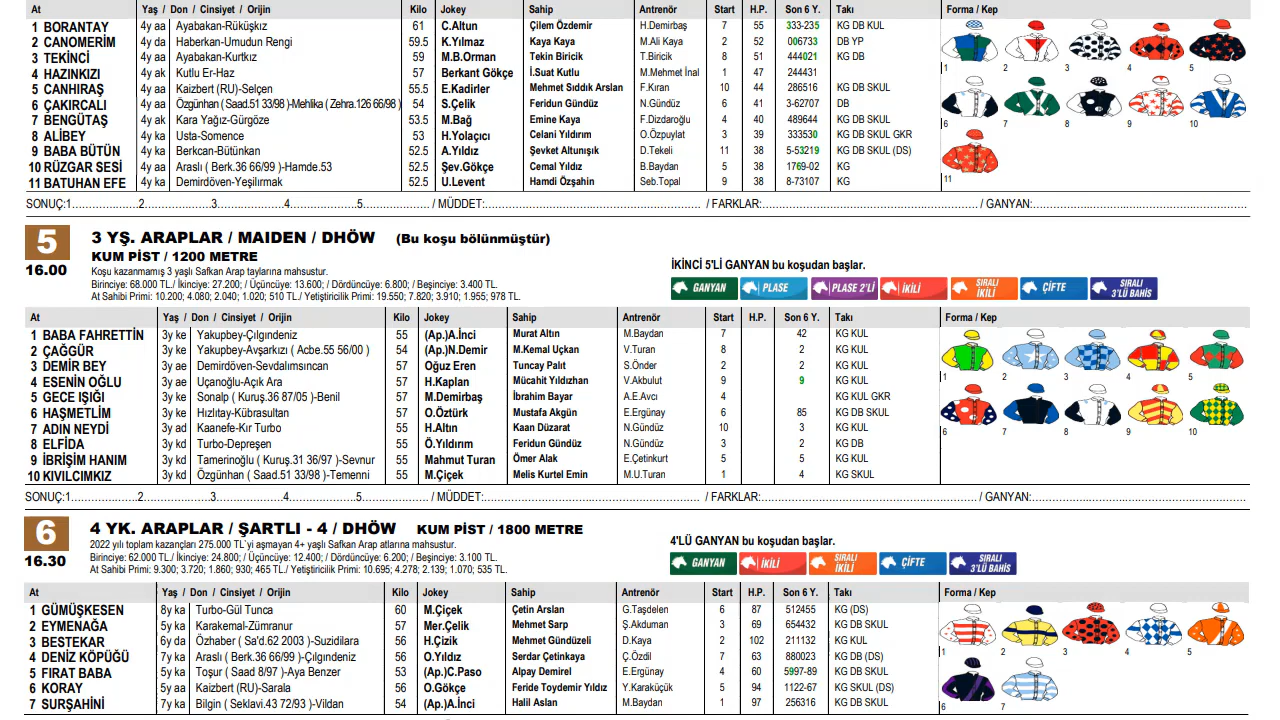 At Yaş / Don / Cinsiyet / Orijin Kilo Jokey Sahip Antrenör Start H.P. Son 6 Y. Takı Forma / Kep
1 BORANTAY 4y aa Ayabakan-Rüküşkız 61 C.Altun Çilem Özdemir H.Demirbaş 7 55 333-235 KG DB KUL
2 CANOMERİM 4y da Haberkan-Umudun Rengi 59.5 K.Yılmaz Kaya Kaya M.Ali Kaya 2 52 006733 DB YP
3 TEKİNCİ 4y aa Ayabakan-Kurtkız 59 M.B.Orman Tekin Biricik T.Biricik 8 51 444021 KG DB
4 HAZINKIZI 4y ak Kutlu Er-Haz 57 Berkant Gökçe İ.Suat Kutlu M.Mehmet İnal 1 47 244431
5 CANHIRAŞ 4y ak Kaizbert (RU)-Selçen 55.5 E.Kadirler Mehmet Sıddık Arslan F.Kıran 10 44 286516 KG DB SKUL
6 ÇAKIRCALI 4y aa Özgünhan ( Saad.51 33/98 )-Mehlika ( Zehra.126 66/98 ) 54 S.Çelik Feridun Gündüz N.Gündüz 6 41 3-62707 DB
7 BENGÜTAŞ 4y ak Kara Yağız-Gürgöze 53.5 M.Bağ Emine Kaya F.Dizdaroğlu 4 40 489644 KG DB SKUL
8 ALİBEY 4y ka Usta-Somence 53 H.Yolaçıcı Celani Yıldırım O.Özpuylat 3 39 333530 KG DB SKUL GKR
9 BABA BÜTÜN 4y ka Berkcan-Bütünkan 52.5 A.Yıldız Şevket Altunışık D.Tekeli 11 38 5-53219 KG DB SKUL (DS)
10 RÜZGAR SESİ 4y aa Araslı ( Berk.36 66/99 )-Hamde.53 52.5 Şev.Gökçe Cemal Yıldız B.Baydan 5 38 1769-02 KG
11 BATUHAN EFE 4y ka Demirdöven-Yeşilırmak 52.5 U.Levent Hamdi Özşahin Seb.Topal 9 38 8-73107 KG
1 2 3 4 5
6 7 8 9 10
11
SONUÇ:1...................2......................3......................4......................5...................... / MÜDDET:...................... / FARKLAR:...................... / GANYAN:......................
5 3 YŞ. ARAPLAR / MAIDEN / DHÖW (Bu koşu bölünmüştür)
KUM PİST / 1200 METRE
16.00 Koşu kazanmamış 3 yaşlı Safkan Arap taylarına mahsustur.
Birinciye: 68.000 TL./ İkinciye: 27.200; / Üçüncüye: 13.600; / Dördüncüye: 6.800; / Beşinciye: 3.400 TL.
At Sahibi Primi: 10.200; 4.080; 2.040; 1.020; 510 TL./ Yetiştiricilik Primi: 19.550; 7.820; 3.910; 1.955; 978 TL.
İKİNCİ 5'Lİ GANYAN bu koşudan başlar.
GANYAN PLASE PLASE 2'Lİ İKİLİ SIRALI İKİLİ ÇİFTE SIRALI 3'LÜ BAHİS
At Yaş / Don / Cinsiyet / Orijin Kilo Jokey Sahip Antrenör Start H.P. Son 6 Y. Takı Forma / Kep
1 BABA FAHRETTİN 3y ke Yakupbey-Çılgındeniz 55 (Ap.)A.İnci Murat Altın M.Baydan 7 42 KG KUL
2 ÇAĞGÜR 3y ke Yakupbey-Avşarkızı ( Acbe.55 56/00 ) 54 (Ap.)N.Demir M.Kemal Uçkan V.Turan 8 2 KG KUL
3 DEMİR BEY 3y ae Demirdöven-Sevdalımsıncan 57 Oğuz Eren Tuncay Palıt S.Önder 2 2 KG KUL
4 ESENİN OĞLU 3y ae Uçanoğlu-Açık Ara 57 H.Kaplan Mücahit Yıldızhan V.Akbulut 9 9 KG KUL
5 GECE IŞIĞI 3y ke Sonalp ( Kuruş.36 87/05 )-Benil 57 M.Demirbaş İbrahim Bayar A.E.Avcı 4 KG KUL GKR
6 HAŞMETLİM 3y ke Hızlıtay-Kübrasultan 57 O.Öztürk Mustafa Akgün E.Ergünay 6 85 KG DB SKUL
7 ADIN NEYDİ 3y ad Kaanefe-Kır Turbo 55 H.Altın Kaan Düzarat N.Gündüz 10 3 KG KUL
8 ELFİDA 3y kd Turbo-Depreşen 55 Ö.Yıldırım Feridun Gündüz N.Gündüz 3 2 KG DB
9 İBRİŞİM HANIM 3y kd Tamerinoğlu ( Kuruş.31 36/97 )-Sevnur 55 Mahmut Turan Ömer Alak E.Çetinkurt 5 5 KG KUL
10 KIVILCIMKIZ 3y kd Özgünhan ( Saad.51 33/98 )-Temenni 55 M.Çiçek Melis Kurtel Emin M.U.Turan 1 4 KG SKUL
1 2 3 4 5
6 7 8 9 10
SONUÇ:1...................2......................3......................4......................5...................... / MÜDDET:...................... / FARKLAR:...................... / GANYAN:......................
6 4 YK. ARAPLAR / ŞARTLI - 4 / DHÖW KUM PİST / 1800 METRE
16.30 2022 yılı toplam kazançları 275.000 TL'yi aşmayan 4+ yaşlı Safkan Arap atlarına mahsustur.
Birinciye: 62.000 TL./ İkinciye: 24.800; / Üçüncüye: 12.400; / Dördüncüye: 6.200; / Beşinciye: 3.100 TL.
At Sahibi Primi: 9.300; 3.720; 1.860; 930; 465 TL./ Yetiştiricilik Primi: 10.695; 4.278; 2.139; 1.070; 535 TL.
4'LÜ GANYAN bu koşudan başlar.
GANYAN İKİLİ SIRALI İKİLİ ÇİFTE SIRALI 3'LÜ BAHİS
At Yaş / Don / Cinsiyet / Orijin Kilo Jokey Sahip Antrenör Start H.P. Son 6 Y. Takı Forma / Kep
1 GÜMÜŞKESEN 8y ka Turbo-Gül Tunca 60 M.Çiçek Çetin Arslan G.Taşdelen 6 87 512455 KG (DS)
2 EYMENAĞA 5y ka Karakemal-Zümranur 57 Mer.Çelik Mehmet Sarp Ş.Akduman 3 69 654432 KG DB SKUL
3 BESTEKAR 6y da Özhaber ( Sa'd.62 2003 )-Suzidilara 56 H.Çizik Mehmet Gündüzeli D.Kaya 2 102 211132 KG KUL
4 DENİZ KÖPÜĞÜ 7y ka Araslı ( Berk.36 66/99 )-Çılgındeniz 56 O.Yıldız Serdar Çetinkaya Ç.Özdil 7 63 880023 KG DB (DS)
5 FIRAT BABA 5y ka Toşur ( Saad 8/97 )-Aya Benzer 53 (Ap.)C.Paso Alpay Demirel E.Ergünay 4 60 5997-89 KG DB SKUL
6 KORAY 5y aa Kaizbert (RU)-Sarala 56 O.Gökçe Feride Toydemir Yıldız Y.Karaküçük 5 94 1122-67 KG SKUL (DS)
7 SURŞAHİNİ 7y ka Bilgin ( Seklavi.43 72/93 )-Vildan 54 (Ap.)A.İnci Halil Aslan M.Baydan 1 97 256316 KG DB SKUL
1 2 3 4 5
6 7